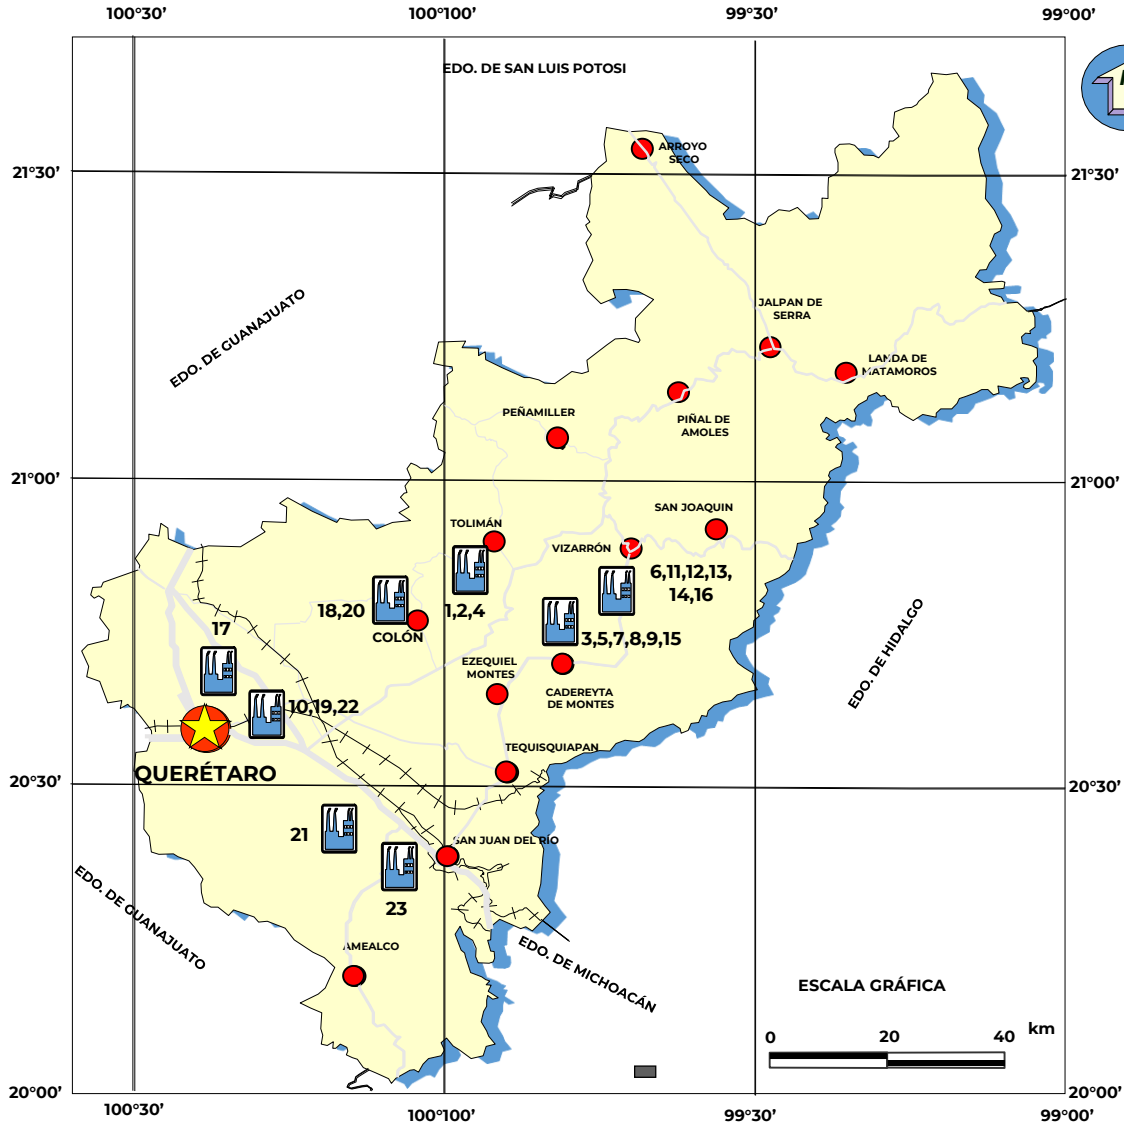 100°30’ 100°100’ 99°30’ 99°00’
EDO. DE SAN LUIS POTOSI
ARROYO
SECO
21°30’ 21°30’
EDO. DE GUANAJUATO
JALPAN DE
SERRA
LANDA DE
MATAMOROS
PEÑAMILLER
PIÑAL DE
AMOLES
21°00’ 21°00’
SAN JOAQUIN
TOLIMÁN
VIZARRÓN
6,11,12,13,
14,16
18,20
1,2,4
COLÓN
17
3,5,7,8,9,15
EDO. DE HIDALGO
EZEQUIEL
MONTES
CADEREYTA
DE MONTES
10,19,22
TEQUISQUIAPAN
QUERÉTARO
20°30’ 20°30’
21
SAN JUAN DEL RÍO
23
EDO. DE GUANAJUATO
AMEALCO
EDO. DE MICHOACÁN
ESCALA GRÁFICA
0 20 40 km
20°00’ 20°00’
100°30’ 100°100’ 99°30’ 99°00’